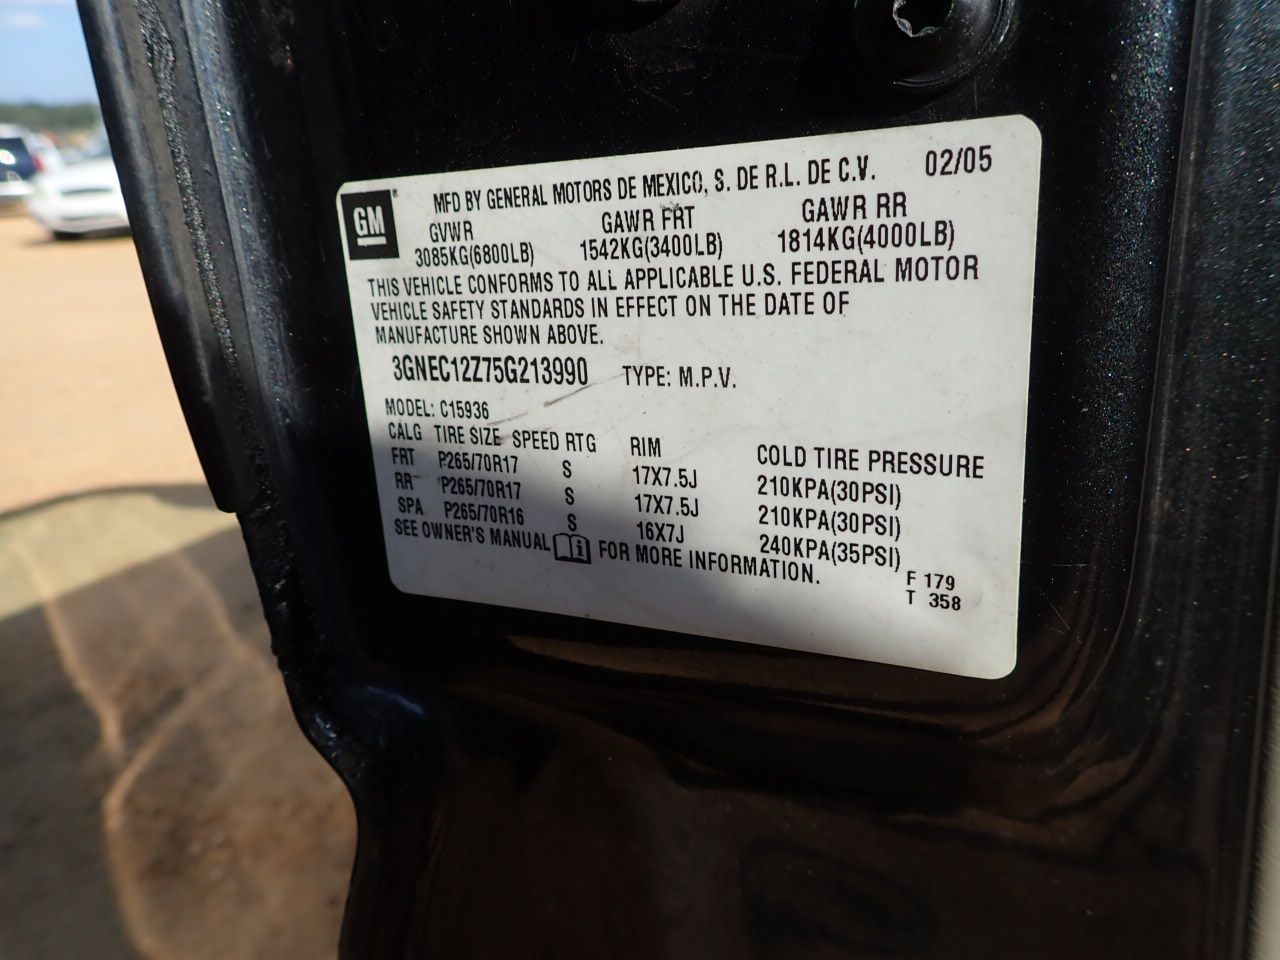 GM ® MFD BY GENERAL MOTORS DE MEXICO, S. DE R.L. DE C.V. 02/05
GVWR GAWR FRT GAWR RR
3085KG(6800LB) 1542KG(3400LB) 1814KG(4000LB)
THIS VEHICLE CONFORMS TO ALL APPLICABLE U.S. FEDERAL MOTOR
VEHICLE SAFETY STANDARDS IN EFFECT ON THE DATE OF
MANUFACTURE SHOWN ABOVE.
3GNEC12Z75G213990 TYPE: M.P.V.
MODEL: C15936
CALG TIRE SIZE SPEED RTG RIM COLD TIRE PRESSURE
FRT P265/70R17 S 17X7.5J 210KPA(30PSI)
RR P265/70R17 S 17X7.5J 210KPA(30PSI)
SPA P265/70R16 S 16X7J 240KPA(35PSI)
SEE OWNER'S MANUAL i FOR MORE INFORMATION.
F 179
T 358